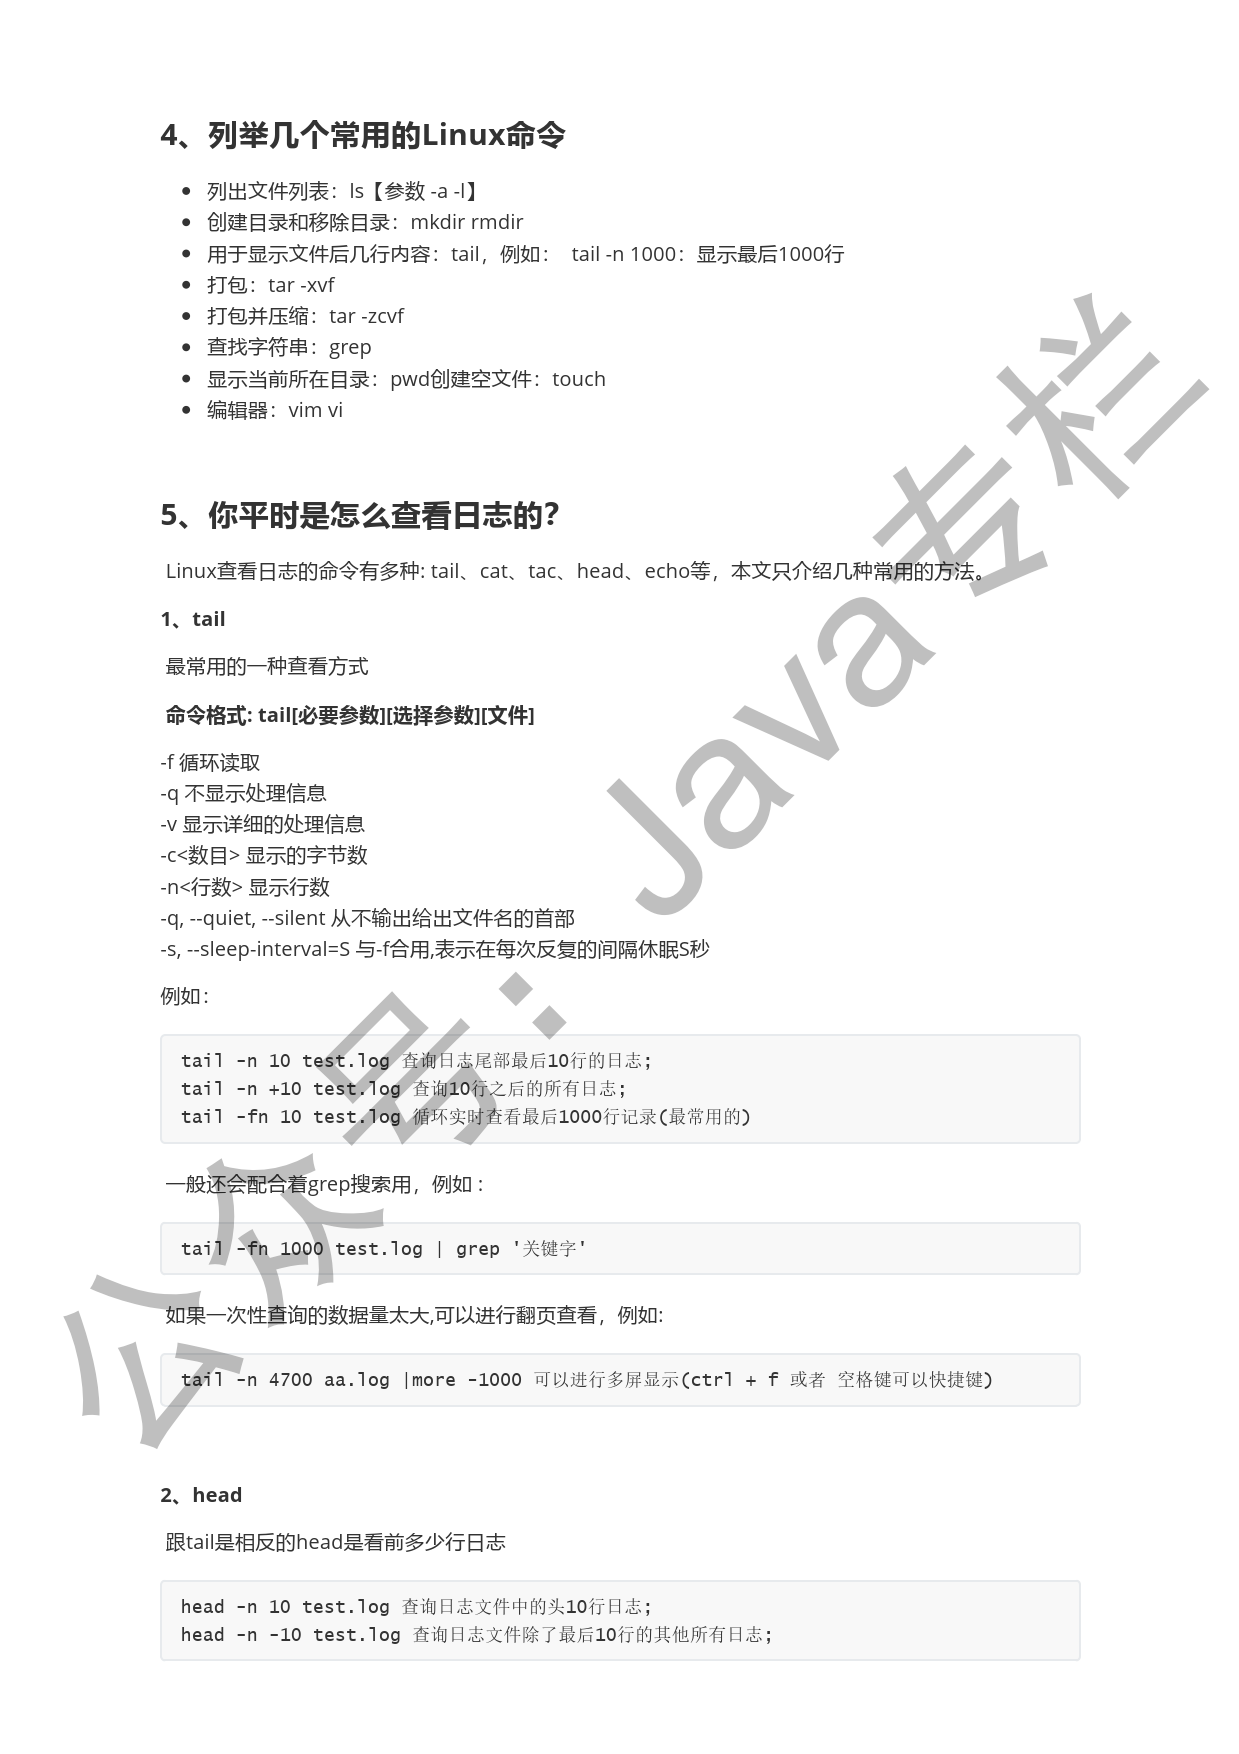 4、列举几个常用的Linux命令
列出文件列表：ls【参数 -a -l】
创建目录和移除目录：mkdir rmdir
用于显示文件后几行内容：tail，例如： tail -n 1000：显示最后1000行
打包：tar -xvf
打包并压缩：tar -zcvf
查找字符串：grep
显示当前所在目录：pwd创建空文件：touch
编辑器：vim vi
5、你平时是怎么查看日志的？
Linux查看日志的命令有多种: tail、cat、tac、head、echo等，本文只介绍几种常用的方法。
1、tail
最常用的一种查看方式
命令格式: tail[必要参数][选择参数][文件]
-f 循环读取
-q 不显示处理信息
-v 显示详细的处理信息
-c<数目> 显示的字节数
-n<行数> 显示行数
-q, --quiet, --silent 从不输出给出文件名的首部
-s, --sleep-interval=S 与-f合用,表示在每次反复的间隔休眠S秒
例如：
tail -n 10 test.log 查询日志尾部最后10行的日志;
tail -n +10 test.log 查询10行之后的所有日志;
tail -fn 10 test.log 循环实时查看最后1000行记录(最常用的)
一般还会配合着grep搜索用，例如 :
tail -fn 1000 test.log | grep '关键字'
如果一次性查询的数据量太大,可以进行翻页查看，例如:
tail -n 4700 aa.log |more -1000 可以进行多屏显示(ctrl + f 或者 空格键可以快捷键)
2、head
跟tail是相反的head是看前多少行日志
head -n 10 test.log 查询日志文件中的头10行日志;
head -n -10 test.log 查询日志文件除了最后10行的其他所有日志;
公众号：Java专栏